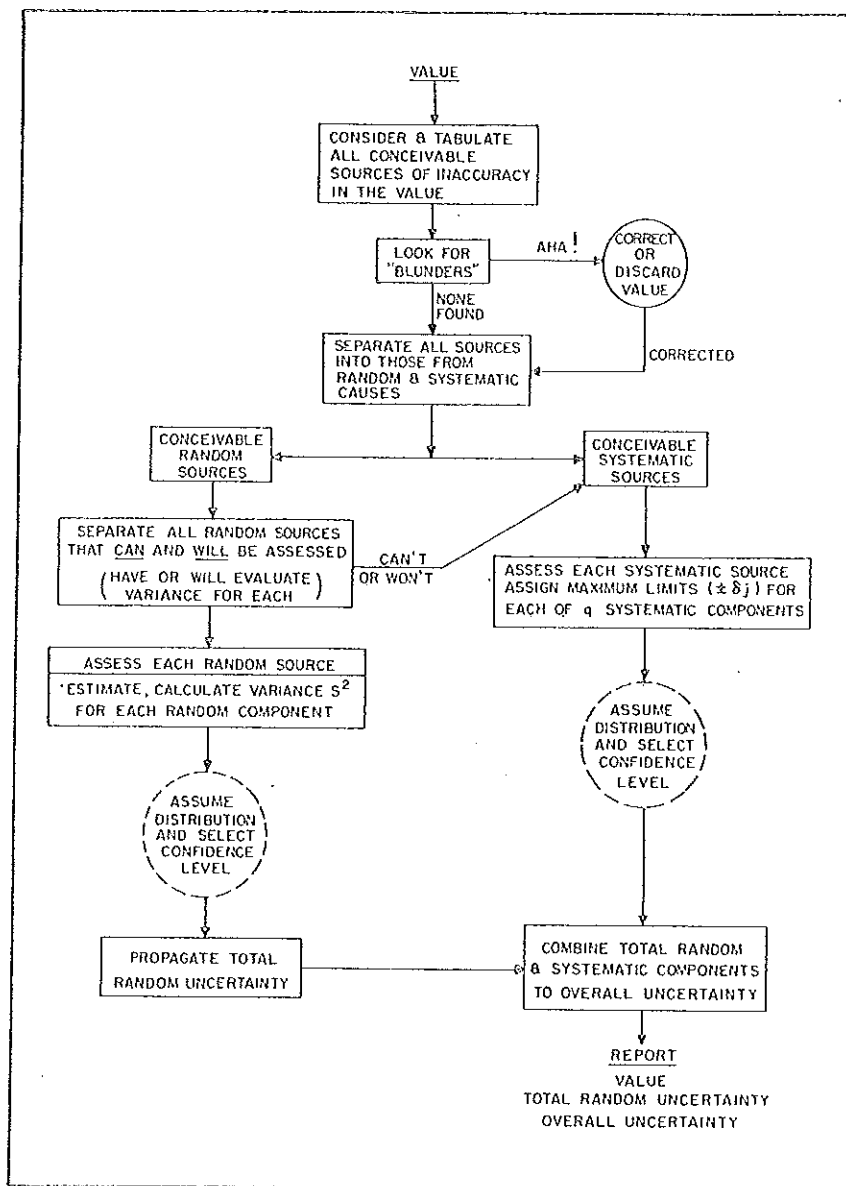 VALUE
CONSIDER & TABULATE
ALL CONCEIVABLE
SOURCES OF INACCURACY
IN THE VALUE
LOOK FOR
"BLUNDERS"
AHA!
CORRECT
OR
DISCARD
VALUE
NONE
FOUND
SEPARATE ALL SOURCES
INTO THOSE FROM
RANDOM & SYSTEMATIC
CAUSES
CORRECTED
CONCEIVABLE
RANDOM
SOURCES
CONCEIVABLE
SYSTEMATIC
SOURCES
SEPARATE ALL RANDOM SOURCES
THAT CAN AND WILL BE ASSESSED
(HAVE OR WILL EVALUATE
VARIANCE FOR EACH)
CAN'T
OR WON'T
ASSESS EACH SYSTEMATIC SOURCE
ASSIGN MAXIMUM LIMITS (± δj) FOR
EACH OF q SYSTEMATIC COMPONENTS
ASSESS EACH RANDOM SOURCE
ESTIMATE, CALCULATE VARIANCE S²
FOR EACH RANDOM COMPONENT
ASSUME
DISTRIBUTION
AND SELECT
CONFIDENCE
LEVEL
ASSUME
DISTRIBUTION
AND SELECT
CONFIDENCE
LEVEL
PROPAGATE TOTAL
RANDOM UNCERTAINTY
COMBINE TOTAL RANDOM
& SYSTEMATIC COMPONENTS
TO OVERALL UNCERTAINTY
REPORT
VALUE
TOTAL RANDOM UNCERTAINTY
OVERALL UNCERTAINTY